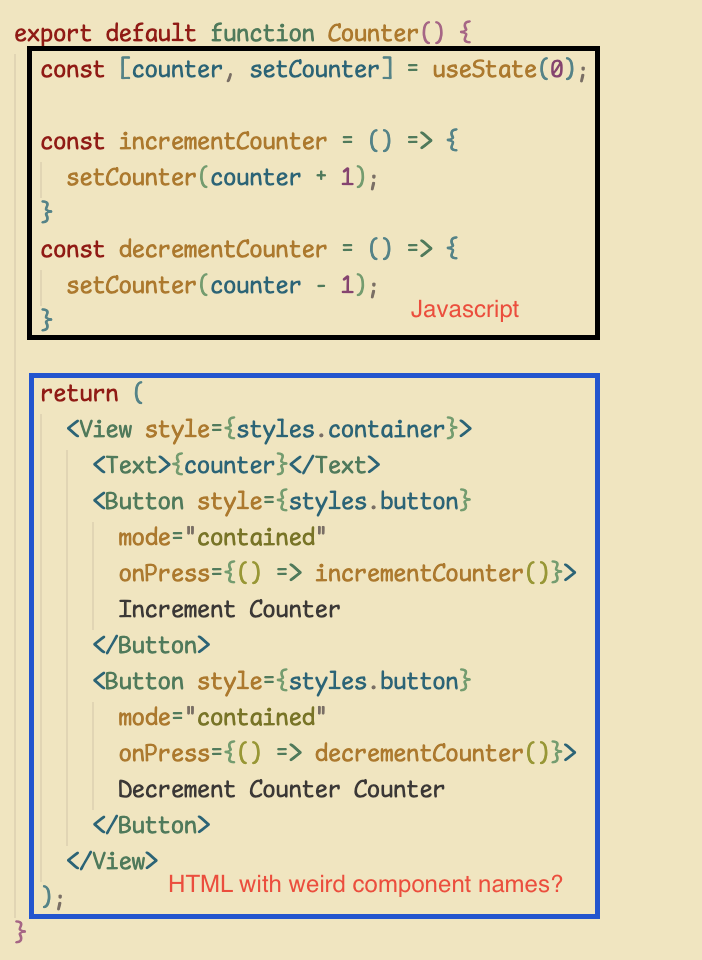 export default function Counter() {
const [counter, setCounter] = useState(0);
const incrementCounter = () => {
setCounter(counter + 1);
}
const decrementCounter = () => {
setCounter(counter - 1);
}
Javascript
return (
<View style={styles.container}>
<Text>{counter}</Text>
<Button style={styles.button}
mode="contained"
onPress={() => incrementCounter()}>
Increment Counter
</Button>
<Button style={styles.button}
mode="contained"
onPress={() => decrementCounter()}>
Decrement Counter Counter
</Button>
</View>
HTML with weird component names?
);
}